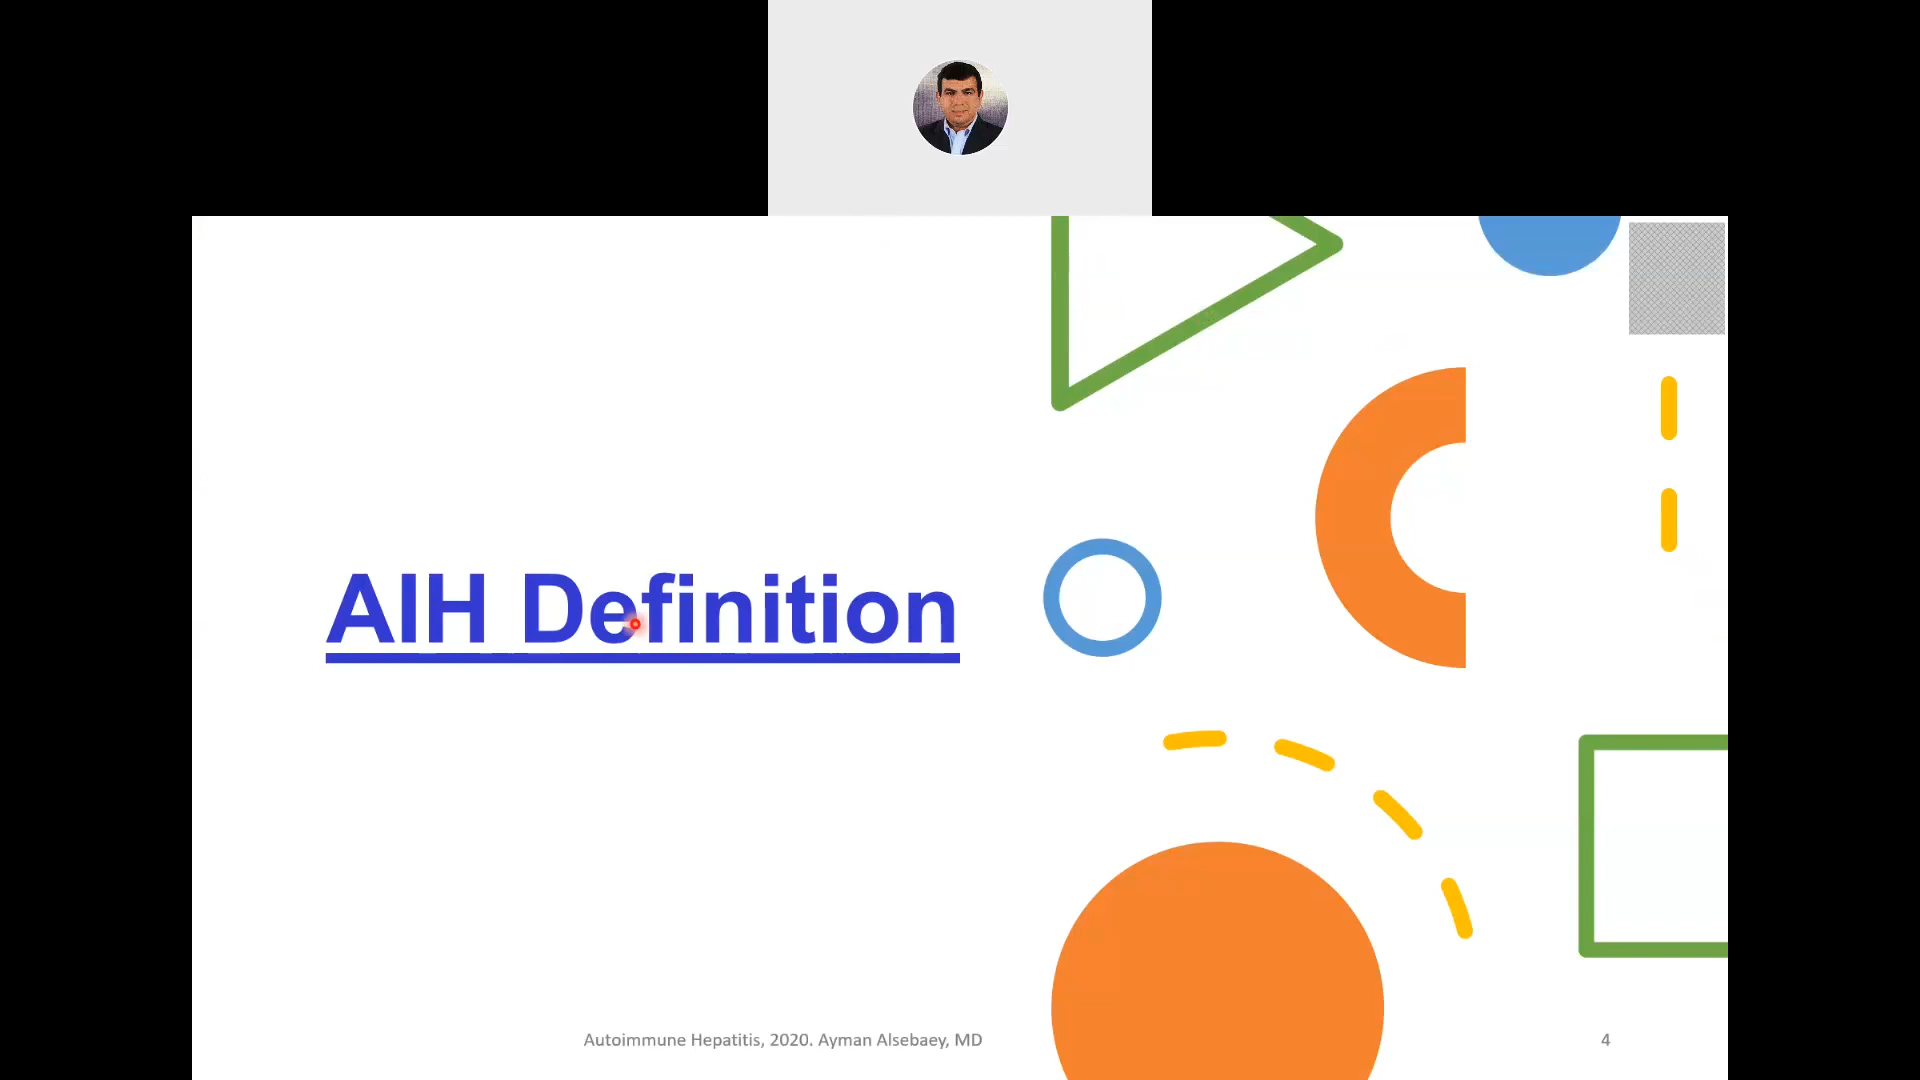 AIH Definition
Autoimmune Hepatitis, 2020. Ayman Alsebaey, MD
4